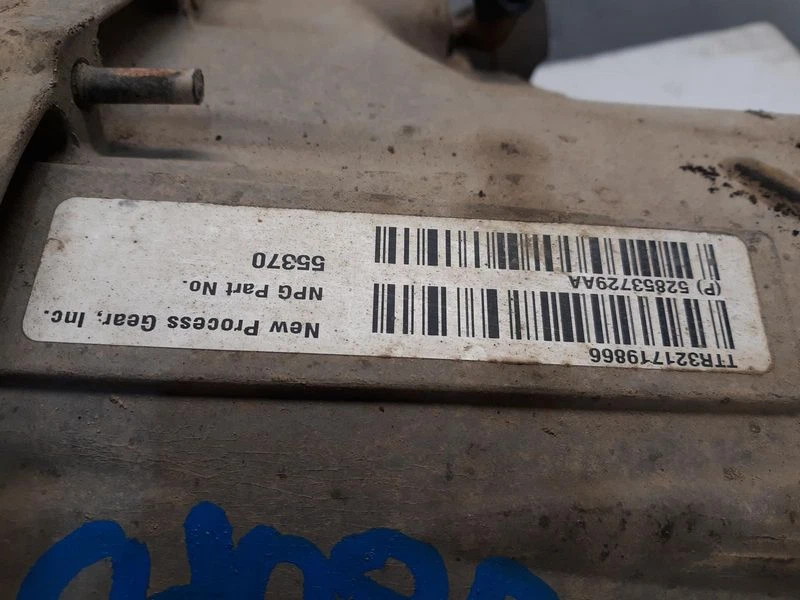 TTR321719866
(P) 52853729AA
New Process Gear, Inc.
NPG Part No.
55370